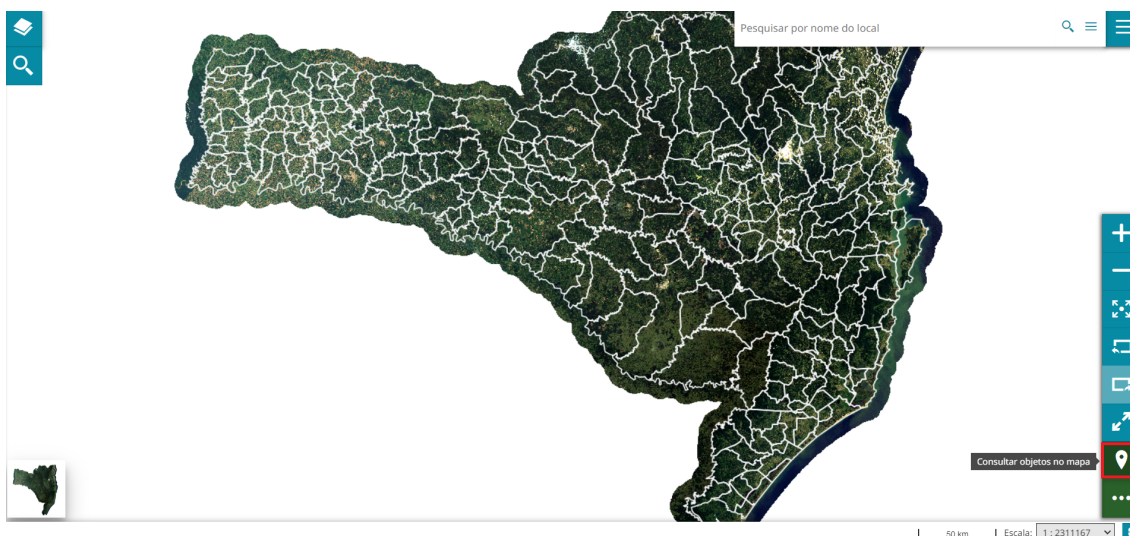 Pesquisar por nome do local
Consultar objetos no mapa
50 km
Escala:
1 : 2311167